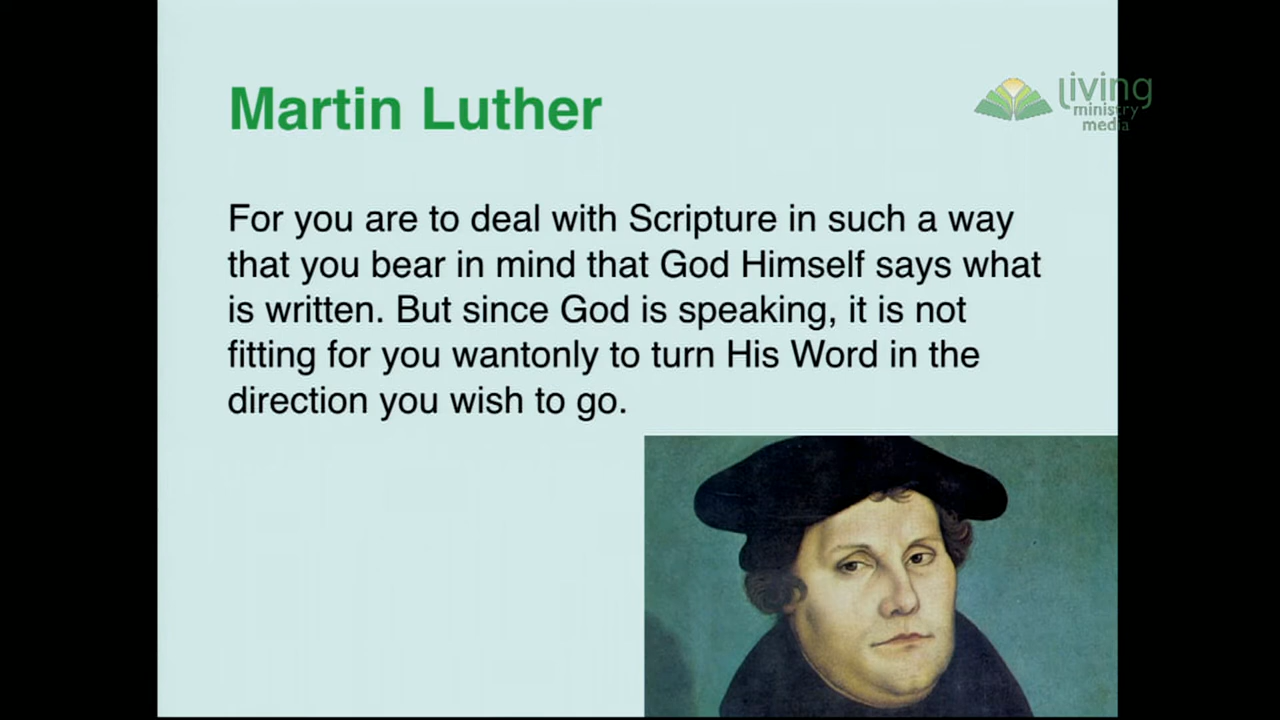 Martin Luther
living
ministry
media
For you are to deal with Scripture in such a way
that you bear in mind that God Himself says what
is written. But since God is speaking, it is not
fitting for you wantonly to turn His Word in the
direction you wish to go.